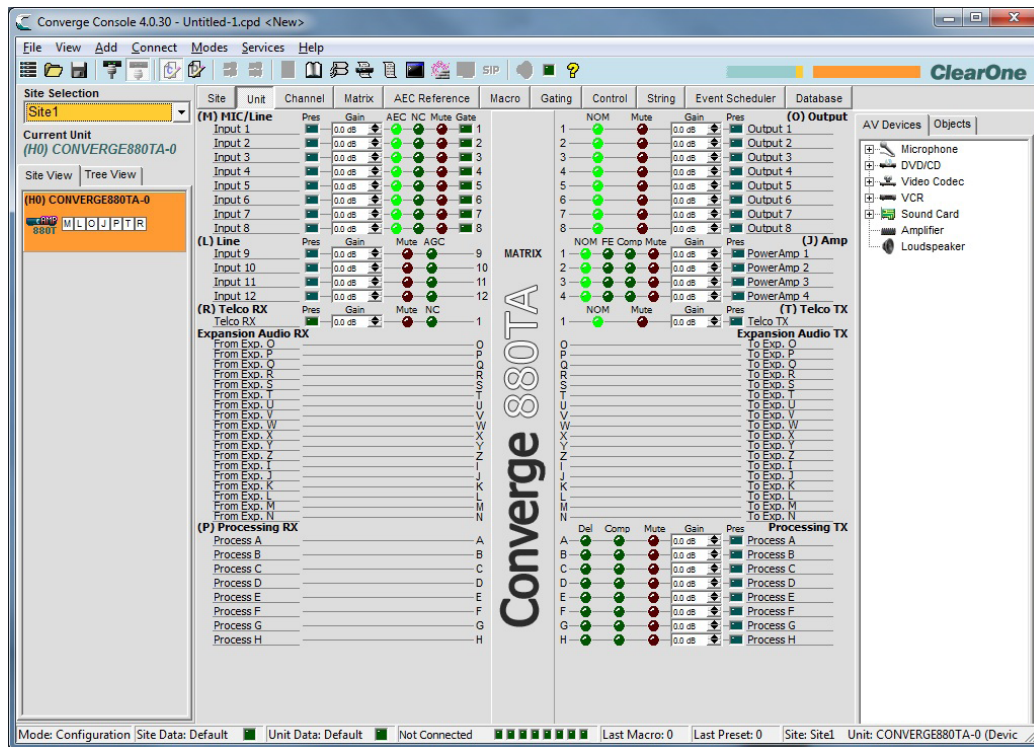 Converge Console 4.0.30 - Untitled-1.cpd <New>
File View Add Connect Modes Services Help
SIP
ClearOne
Site Selection
Site1
Current Unit
(H0) CONVERGE880TA-0
Site View Tree View
(H0) CONVERGE880TA-0
AMP
880T M L O J P T R
Site Unit Channel Matrix AEC Reference Macro Gating Control String Event Scheduler Database
(M) MIC/Line Pres Gain AEC NC Mute Gate
Input 1 0.0 dB 1
Input 2 0.0 dB 2
Input 3 0.0 dB 3
Input 4 0.0 dB 4
Input 5 0.0 dB 5
Input 6 0.0 dB 6
Input 7 0.0 dB 7
Input 8 0.0 dB 8
(L) Line Pres Gain Mute AGC
Input 9 0.0 dB 9
Input 10 0.0 dB 10
Input 11 0.0 dB 11
Input 12 0.0 dB 12
(R) Telco RX Pres Gain Mute NC
Telco RX 0.0 dB 1
Expansion Audio RX
From Exp. O O
From Exp. P P
From Exp. Q Q
From Exp. R R
From Exp. S S
From Exp. T T
From Exp. U U
From Exp. V V
From Exp. W W
From Exp. X X
From Exp. Y Y
From Exp. Z Z
From Exp. I I
From Exp. J J
From Exp. K K
From Exp. L L
From Exp. M M
From Exp. N N
(P) Processing RX
Process A A
Process B B
Process C C
Process D D
Process E E
Process F F
Process G G
Process H H
MATRIX
Converge 880TA
NOM Mute Gain Pres (O) Output
1 0.0 dB Output 1
2 0.0 dB Output 2
3 0.0 dB Output 3
4 0.0 dB Output 4
5 0.0 dB Output 5
6 0.0 dB Output 6
7 0.0 dB Output 7
8 0.0 dB Output 8
NOM FE Comp Mute Gain Pres (J) Amp
1 0.0 dB PowerAmp 1
2 0.0 dB PowerAmp 2
3 0.0 dB PowerAmp 3
4 0.0 dB PowerAmp 4
NOM Mute Gain Pres (T) Telco TX
1 0.0 dB Telco TX
Expansion Audio TX
O To Exp. O
P To Exp. P
Q To Exp. Q
R To Exp. R
S To Exp. S
T To Exp. T
U To Exp. U
V To Exp. V
W To Exp. W
X To Exp. X
Y To Exp. Y
Z To Exp. Z
I To Exp. I
J To Exp. J
K To Exp. K
L To Exp. L
M To Exp. M
N To Exp. N
Del Comp Mute Gain Pres Processing TX
A 0.0 dB Process A
B 0.0 dB Process B
C 0.0 dB Process C
D 0.0 dB Process D
E 0.0 dB Process E
F 0.0 dB Process F
G 0.0 dB Process G
H 0.0 dB Process H
AV Devices Objects
Microphone
DVD/CD
Video Codec
VCR
Sound Card
Amplifier
Loudspeaker
Mode: Configuration Site Data: Default Unit Data: Default Not Connected Last Macro: 0 Last Preset: 0 Site: Site1 Unit: CONVERGE880TA-0 (Devic